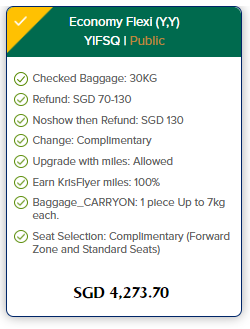 Economy Flexi (Y,Y)
YIFSQ | Public
Checked Baggage: 30KG
Refund: SGD 70-130
Noshow then Refund: SGD 130
Change: Complimentary
Upgrade with miles: Allowed
Earn KrisFlyer miles: 100%
Baggage_CARRYON: 1 piece Up to 7kg
each.
Seat Selection: Complimentary (Forward
Zone and Standard Seats)
SGD 4,273.70